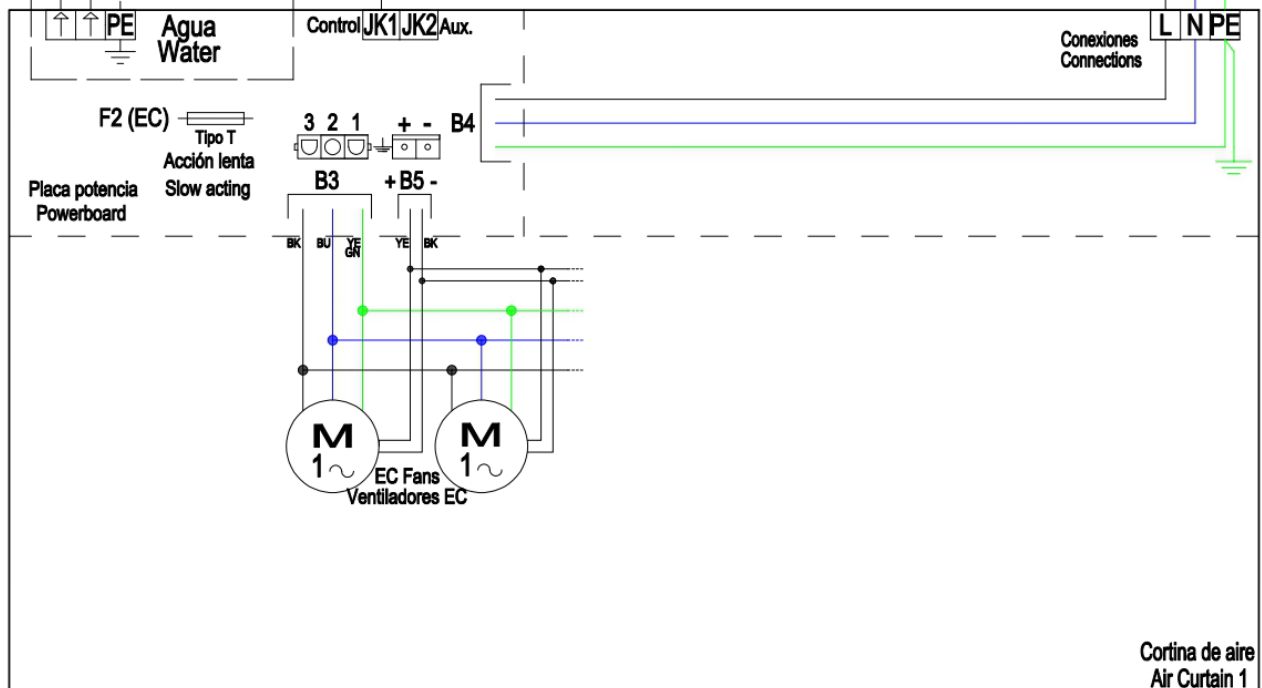 PE
Agua
Water
Control JK1 JK2 Aux.
L N PE
Conexiones
Connections
F2 (EC)
Tipo T
Acción lenta
Slow acting
3 2 1
+ -
B4
Placa potencia
Powerboard
B3
+ B5 -
BK BU YE GN YE BK
M
1
M
1
EC Fans
Ventiladores EC
Cortina de aire
Air Curtain 1